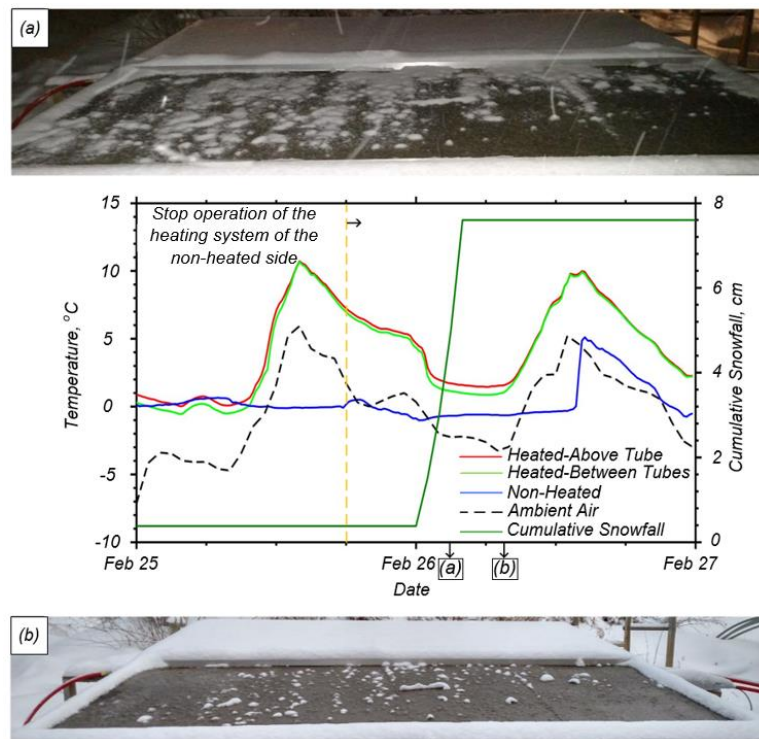 (a)
15
10
5
0
-5
-10
Temperature, °C
Stop operation of the
heating system of the
non-heated side
8
6
4
2
0
Cumulative Snowfall, cm
Heated-Above Tube
Heated-Between Tubes
Non-Heated
Ambient Air
Cumulative Snowfall
Feb 25
Feb 26
(a)
(b)
Feb 27
Date
(b)